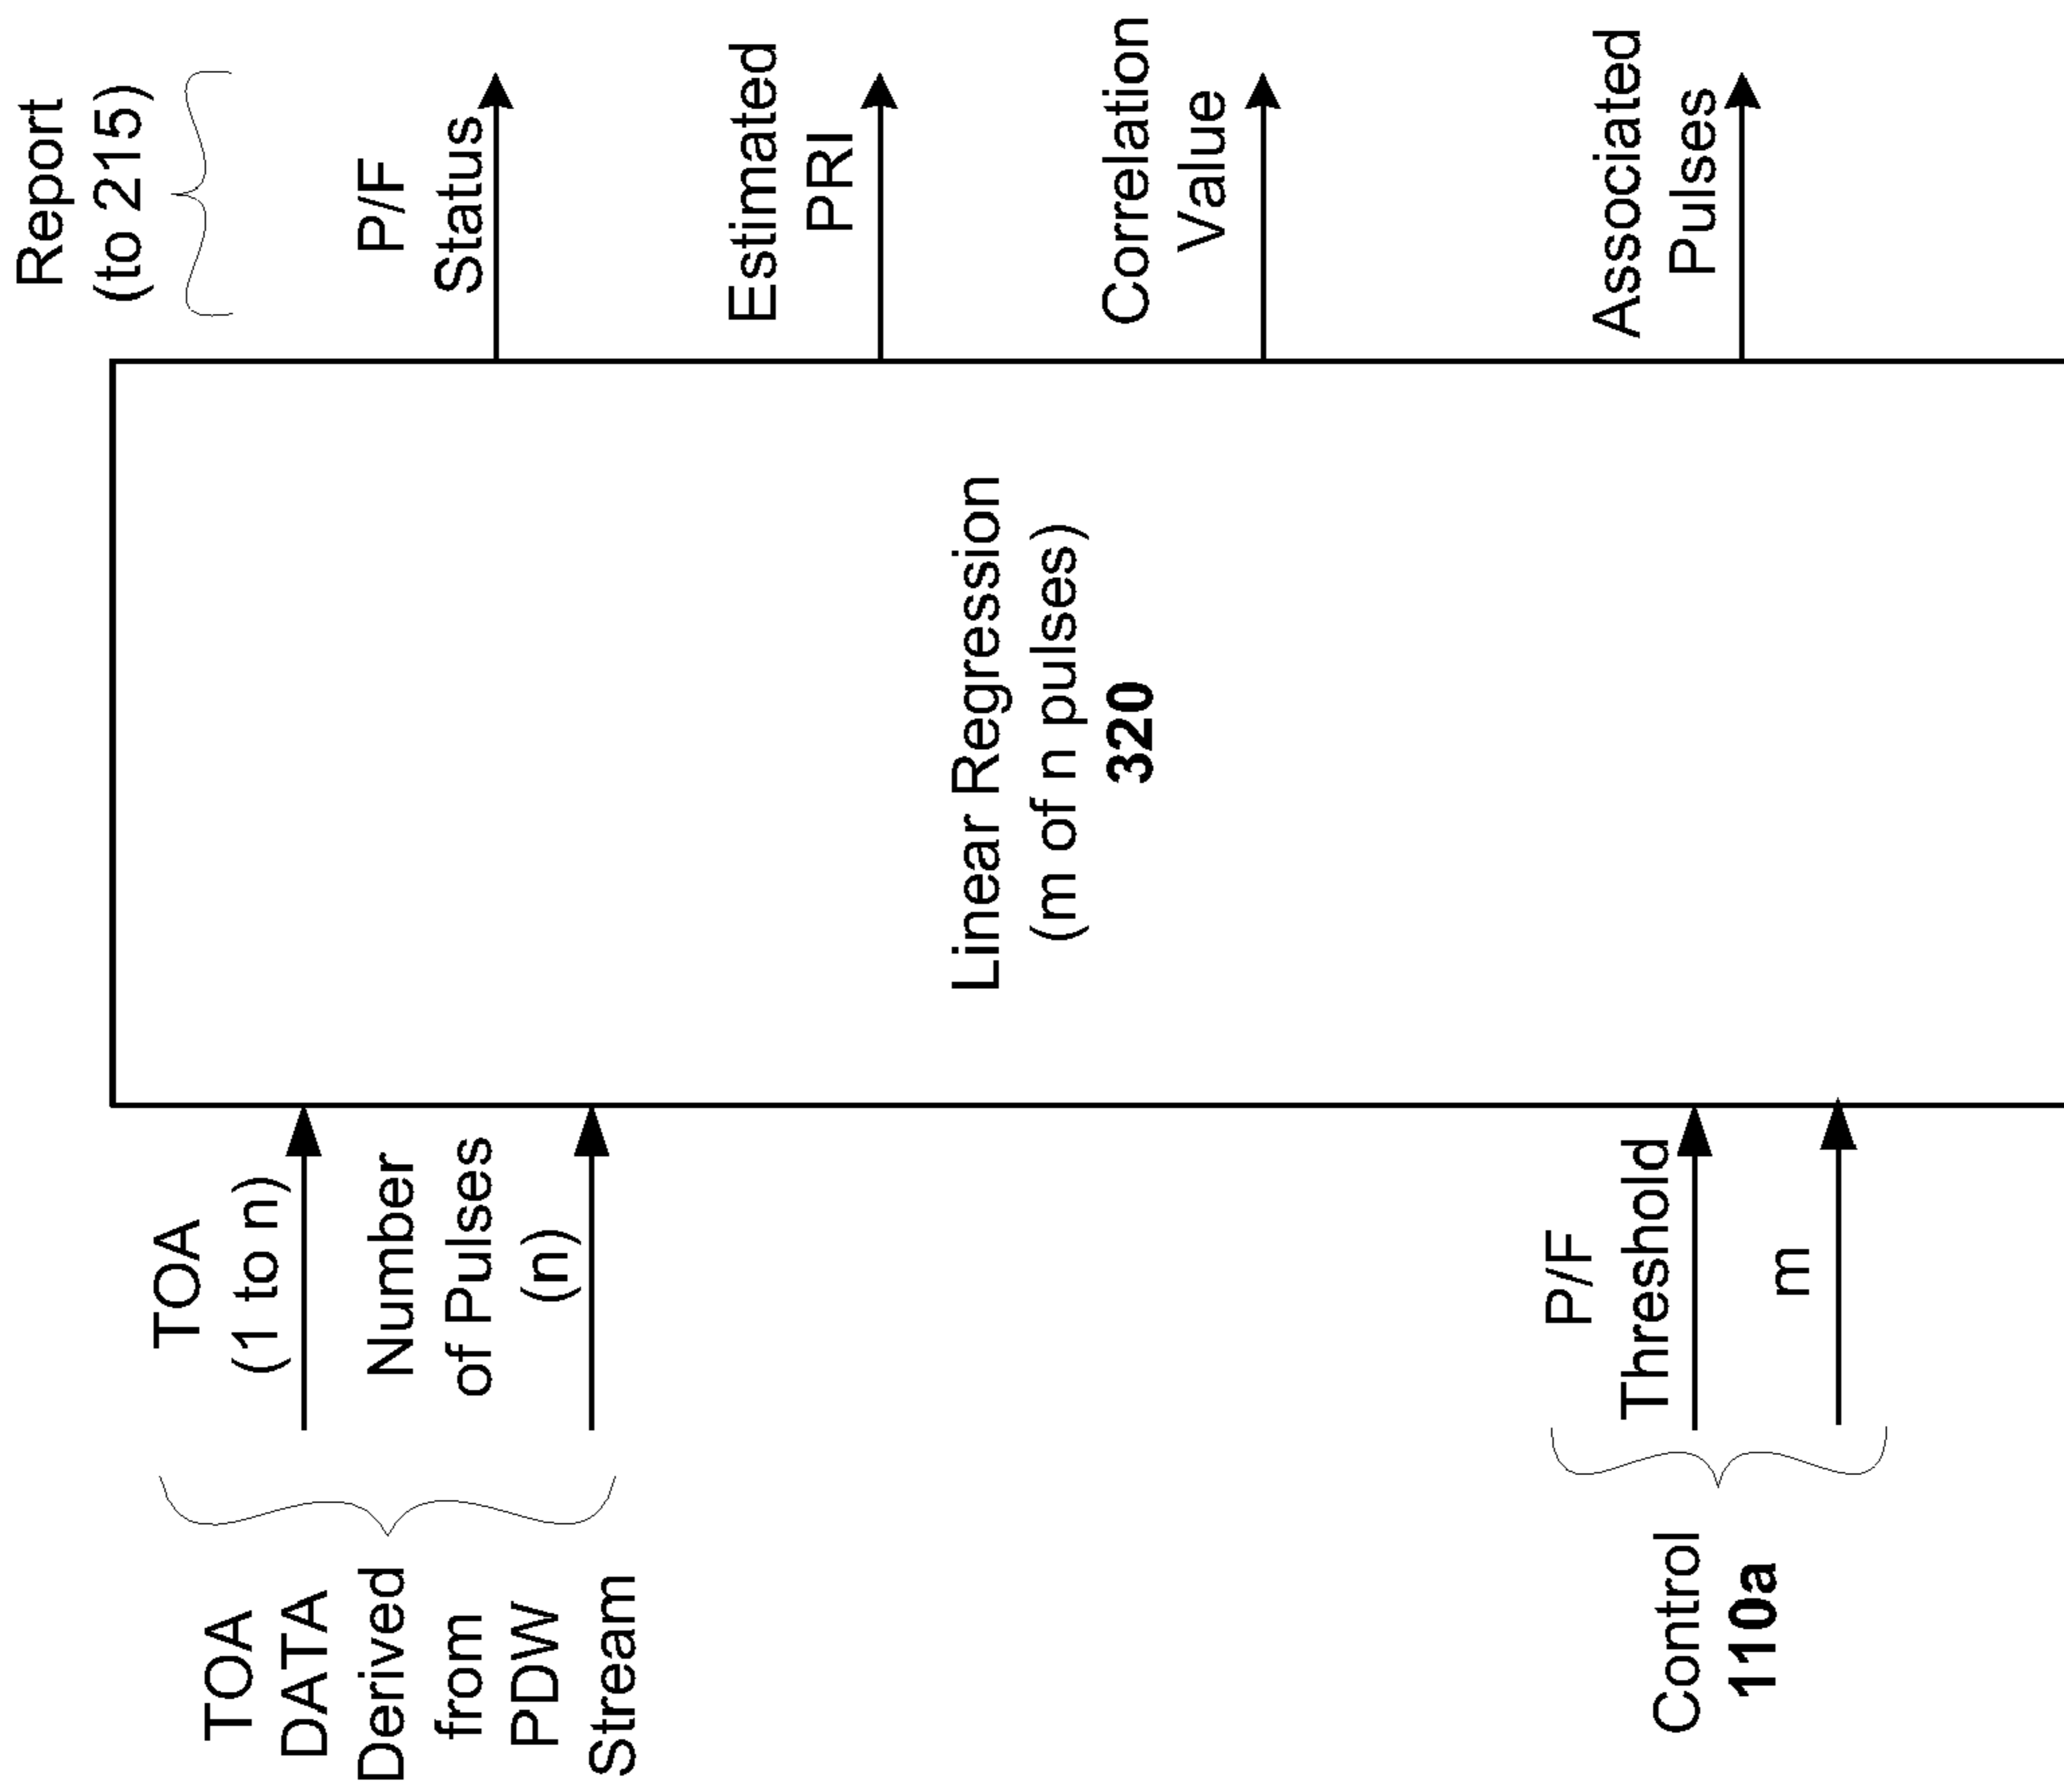 TOA
DATA
Derived
from
PDW
Stream
TOA
(1 to n)
Number
of Pulses
(n)
Control
110a
P/F
Threshold
m
Linear Regression
(m of n pulses)
320
Report
(to 215)
P/F
Status
Estimated
PRI
Correlation
Value
Associated
Pulses